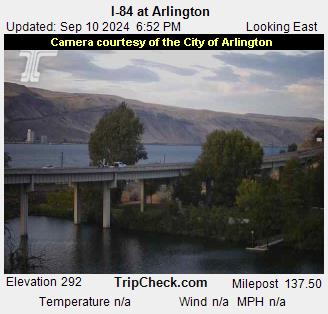 I-84 at Arlington
Updated: Sep 10 2024 6:52 PM Looking East
Camera courtesy of the City of Arlington
Elevation 292 TripCheck.com Milepost 137.50
Temperature n/a Wind n/a MPH n/a